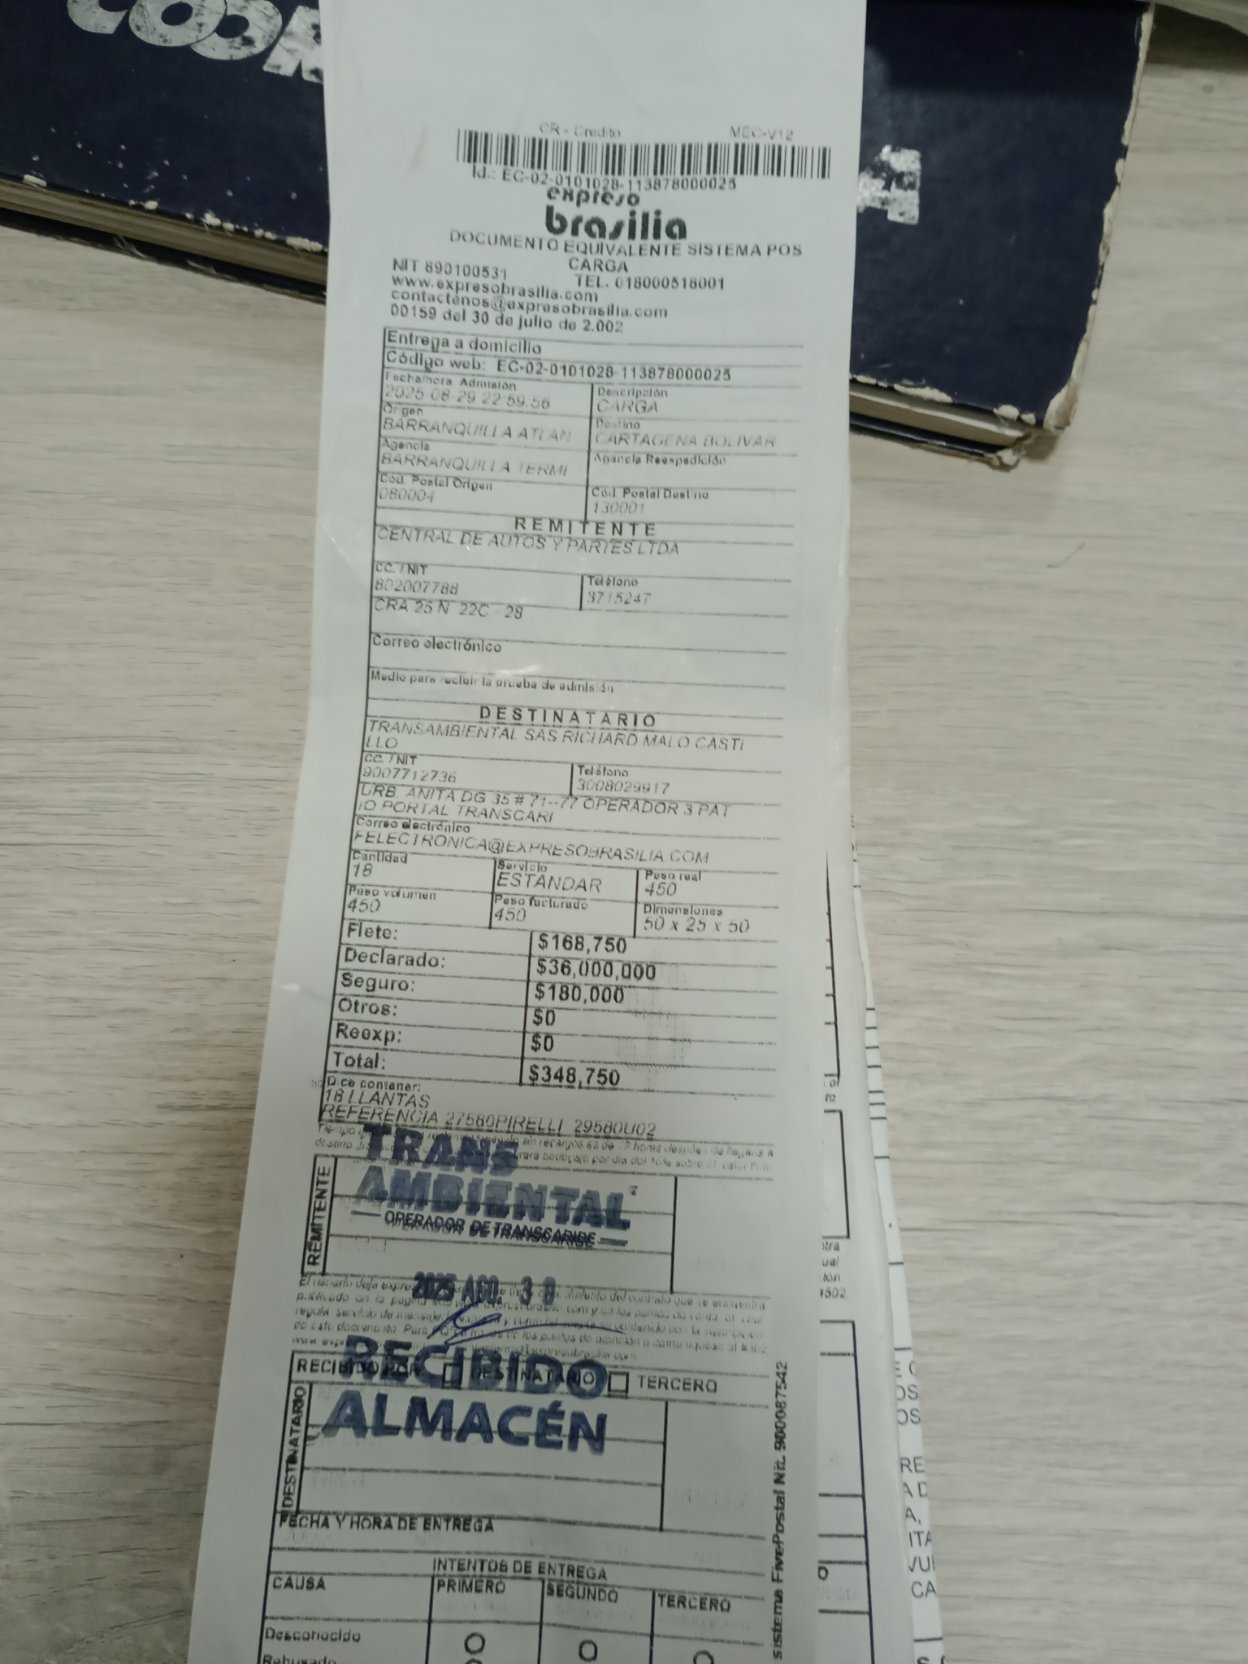 COOR
A
CR - Credito MEC-V12
Id.: EC-02-0101028-113878000025
expreso
brasilia
DOCUMENTO EQUIVALENTE SISTEMA POS
CARGA
NIT 890100531 TEL. 018000518001
www.expresobrasilia.com
contactenos@expresobrasilia.com
00159 del 30 de julio de 2.002
Entrega a domicilio
Código web: EC-02-0101028-113878000025
Fecha/hora Admisión Descripción
2025-08-29 22:59:56 CARGA
Origen Destino
BARRANQUILLA ATLAN CARTAGENA BOLIVAR
Agencia Agencia Reexpedición
BARRANQUILLA TERMI
Cód. Postal Origen Cód. Postal Destino
080004 130001
REMITENTE
CENTRAL DE AUTOS Y PARTES LTDA
CC. / NIT Teléfono
802007788 3715247
CRA 25 N 22C - 28
Correo electrónico
Medio para recibir la prueba de admisión
DESTINATARIO
TRANSAMBIENTAL SAS RICHARD MALO CASTI
LLO
CC. / NIT Teléfono
9007712736 3008029917
URB. ANITA DG 35 # 71--77 OPERADOR 3 PAT
IO PORTAL TRANSCARI
Correo electrónico
FELECTRONICA@EXPRESOBRASILIA.COM
Cantidad Servicio Peso real
18 ESTANDAR 450
Peso volumen Peso facturado Dimensiones
450 450 50 x 25 x 50
Flete: $168,750
Declarado: $36,000,000
Seguro: $180,000
Otros: $0
Reexp: $0
Total: $348,750
Dice contener:
18 LLANTAS
REFERENCIA 27580PIRELLI 29580U02
TRANS
AMBIENTAL
OPERADOR DE TRANSCARIBE
REMITENTE
2025 AGO. 30
RECIBIDO
ALMACÉN
RECIBIDO POR DESTINATARIO TERCERO
DESTINATARIO
FECHA Y HORA DE ENTREGA
INTENTOS DE ENTREGA
CAUSA PRIMERO SEGUNDO TERCERO
Desconocido
Rehusado
sistema FivePostal Nit. 900087542